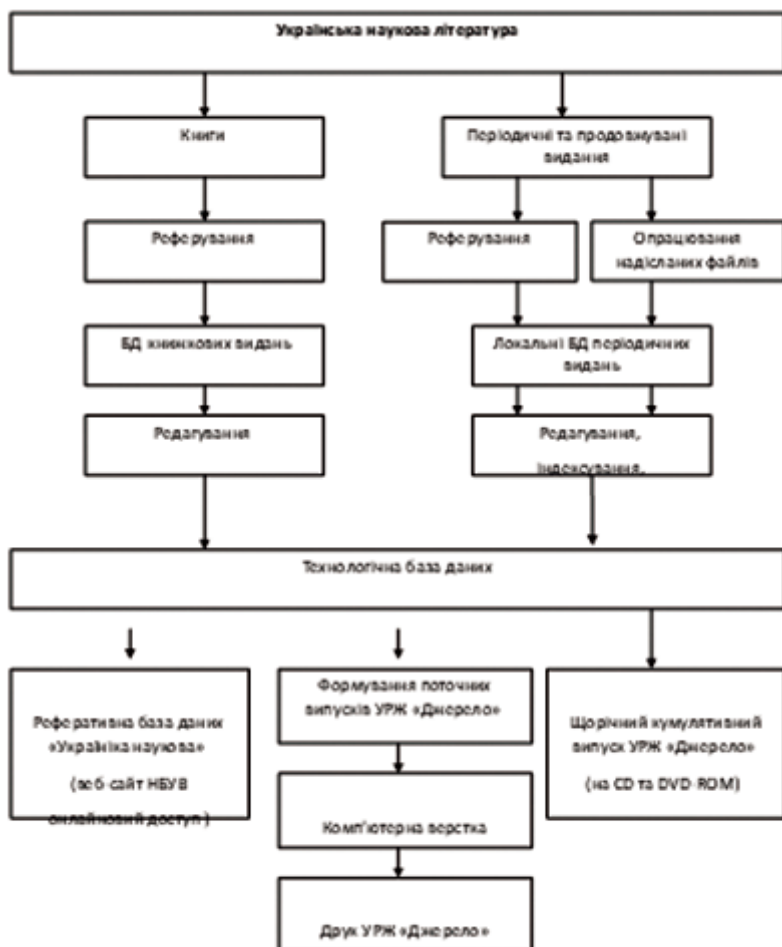 Українська наукова література
Книги
Періодичні та продовжувані
видання
Реферування
Реферування
Опрацювання
надісланих файлів
БД книжкових видань
Локальні БД періодичних
видань
Редагування
Редагування,
індексування,
Технологічна база даних
Реферативна база даних
«Україніка наукова»
(веб-сайт НБУВ
онлайновий доступ )
Формування поточних
випусків УРЖ «Джерело»
Комп'ютерна верстка
Друк УРЖ «Джерело»
Щорічний кумулятивний
випуск УРЖ «Джерело»
(на CD та DVD-ROM)